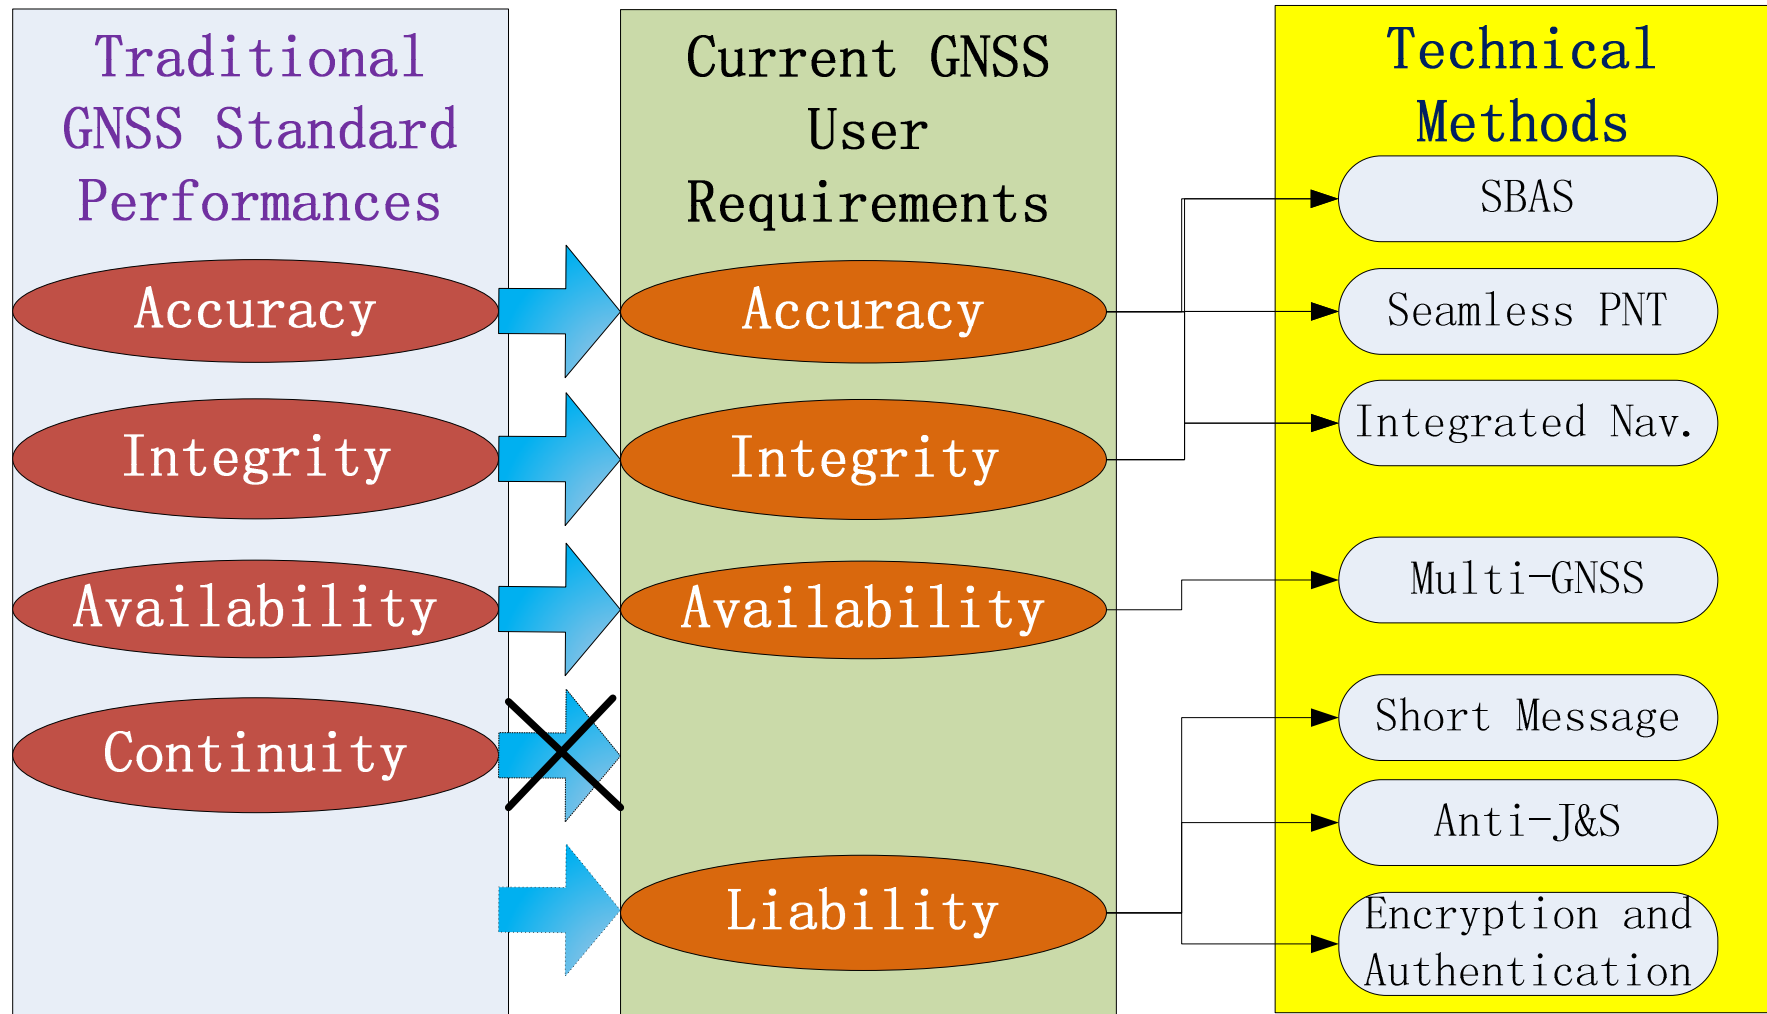 Traditional
GNSS Standard
Performances
Accuracy
Integrity
Availability
Continuity
Current GNSS
User
Requirements
Accuracy
Integrity
Availability
Liability
Technical
Methods
SBAS
Seamless PNT
Integrated Nav.
Multi-GNSS
Short Message
Anti-J&S
Encryption and
Authentication